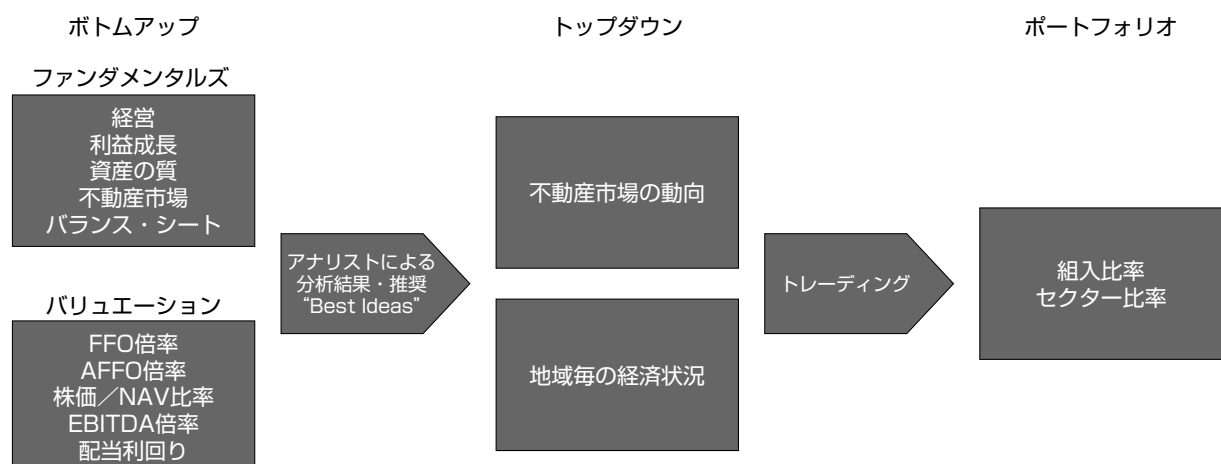 ボトムアップ
トップダウン
ポートフォリオ
ファンダメンタルズ
経営
利益成長
資産の質
不動産市場
バランス・シート
バリュエーション
FFO倍率
AFFO倍率
株価／NAV比率
EBITDA倍率
配当利回り
アナリストによる
分析結果・推奨
“Best Ideas”
不動産市場の動向
地域毎の経済状況
トレーディング
組入比率
セクター比率